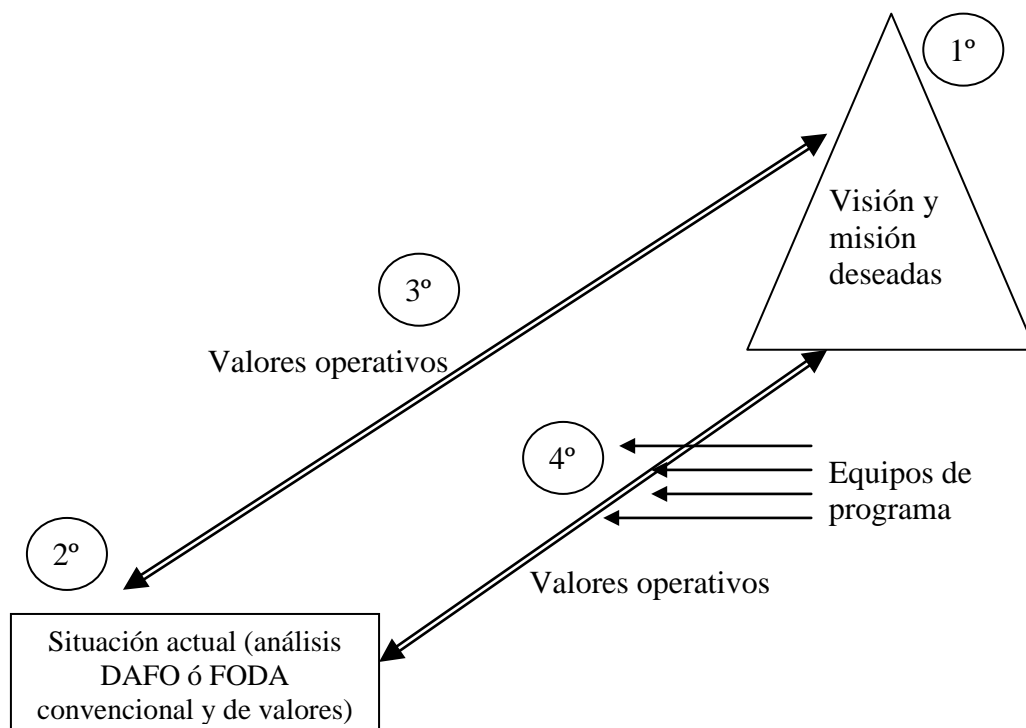 1º
Visión y
misión
deseadas
3º
Valores operativos
4º
Equipos de
programa
2º
Valores operativos
Situación actual (análisis
DAFO ó FODA
convencional y de valores)